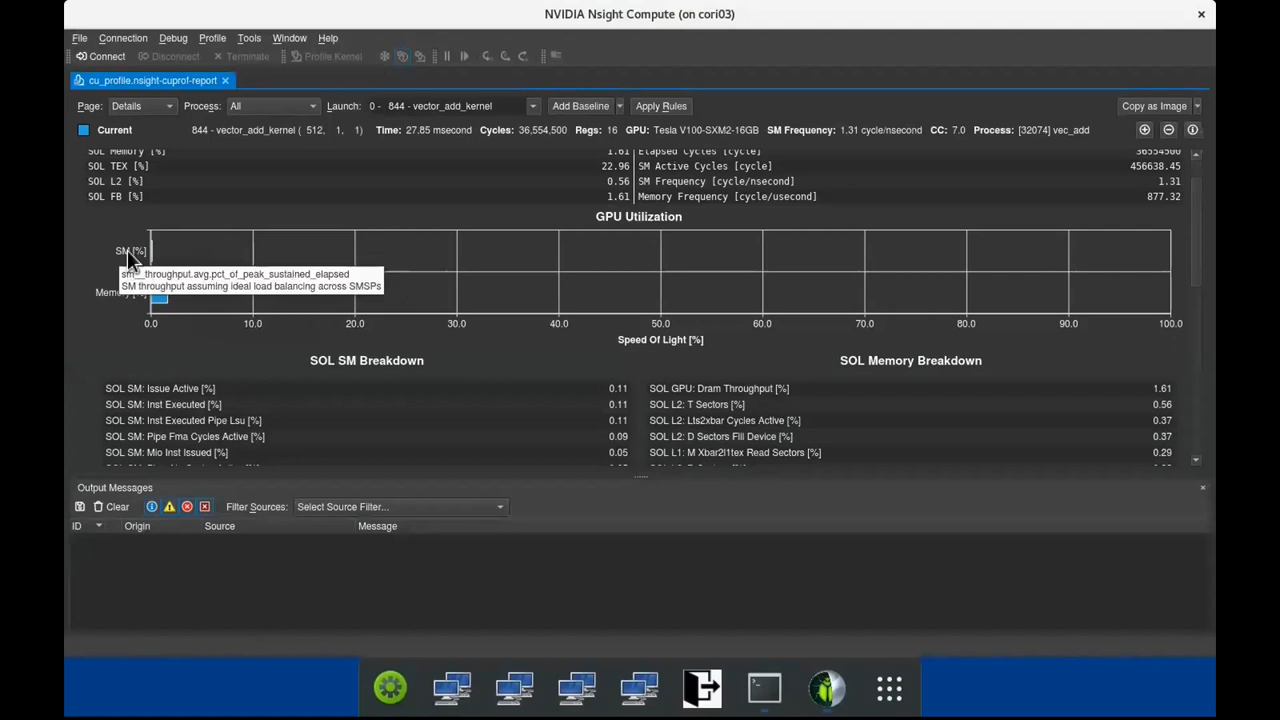 NVIDIA Nsight Compute (on cori03)
File Connection Debug Profile Tools Window Help
Connect Disconnect Terminate Profile Kernel
cu_profile.nsight-cuprof-report
Page: Details Process: All Launch: 0 - 844 - vector_add_kernel Add Baseline Apply Rules Copy as Image
Current 844 - vector_add_kernel ( 512, 1, 1) Time: 27.85 msecond Cycles: 36,554,500 Regs: 16 GPU: Tesla V100-SXM2-16GB SM Frequency: 1.31 cycle/nsecond CC: 7.0 Process: [32074] vec_add
SOL Memory [%] 1.61 Elapsed Cycles [cycle] 36554500
SOL TEX [%] 22.96 SM Active Cycles [cycle] 456638.45
SOL L2 [%] 0.56 SM Frequency [cycle/nsecond] 1.31
SOL FB [%] 1.61 Memory Frequency [cycle/usecond] 877.32
GPU Utilization
SM [%]
sm__throughput.avg.pct_of_peak_sustained_elapsed
SM throughput assuming ideal load balancing across SMSPs
0.0 10.0 20.0 30.0 40.0 50.0 60.0 70.0 80.0 90.0 100.0
Speed Of Light [%]
SOL SM Breakdown SOL Memory Breakdown
SOL SM: Issue Active [%] 0.11 SOL GPU: Dram Throughput [%] 1.61
SOL SM: Inst Executed [%] 0.11 SOL L2: T Sectors [%] 0.56
SOL SM: Inst Executed Pipe Lsu [%] 0.11 SOL L2: Lts2xbar Cycles Active [%] 0.37
SOL SM: Pipe Fma Cycles Active [%] 0.09 SOL L2: D Sectors Fill Device [%] 0.37
SOL SM: Mio Inst Issued [%] 0.05 SOL L1: M Xbar2l1tex Read Sectors [%] 0.29
Output Messages
Clear Filter Sources: Select Source Filter...
ID Origin Source Message